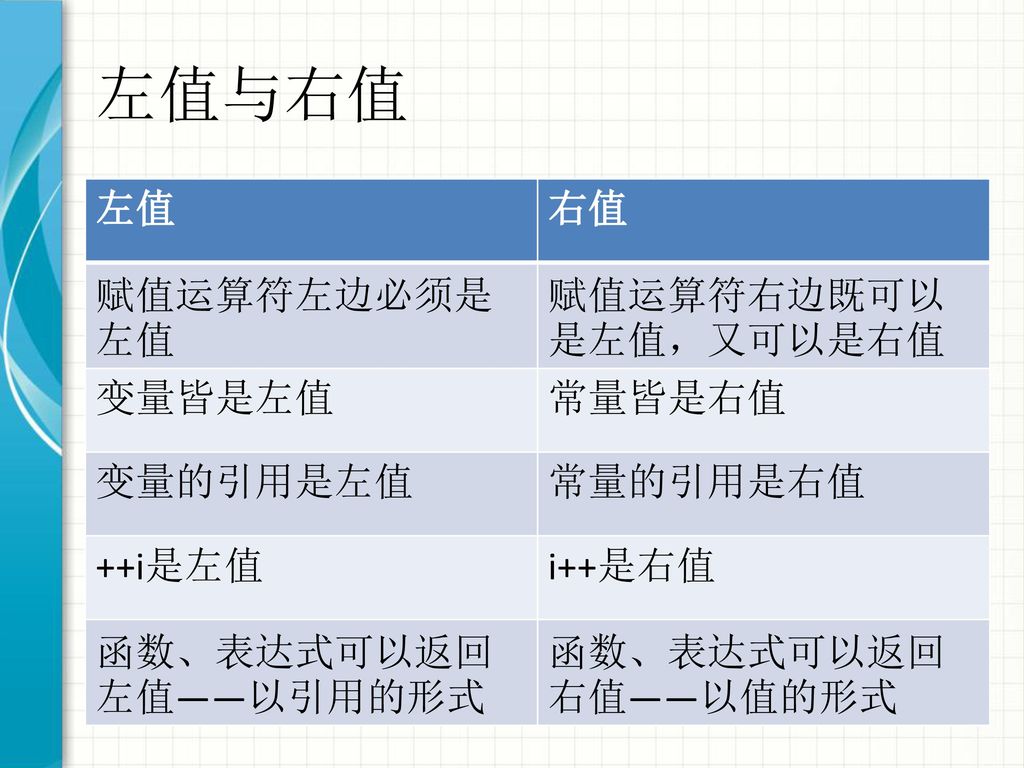 左值与右值
左值
右值
赋值运算符左边必须是
左值
赋值运算符右边既可以
是左值，又可以是右值
变量皆是左值
常量皆是右值
变量的引用是左值
常量的引用是右值
++i是左值
i++是右值
函数、表达式可以返回
左值——以引用的形式
函数、表达式可以返回
右值——以值的形式